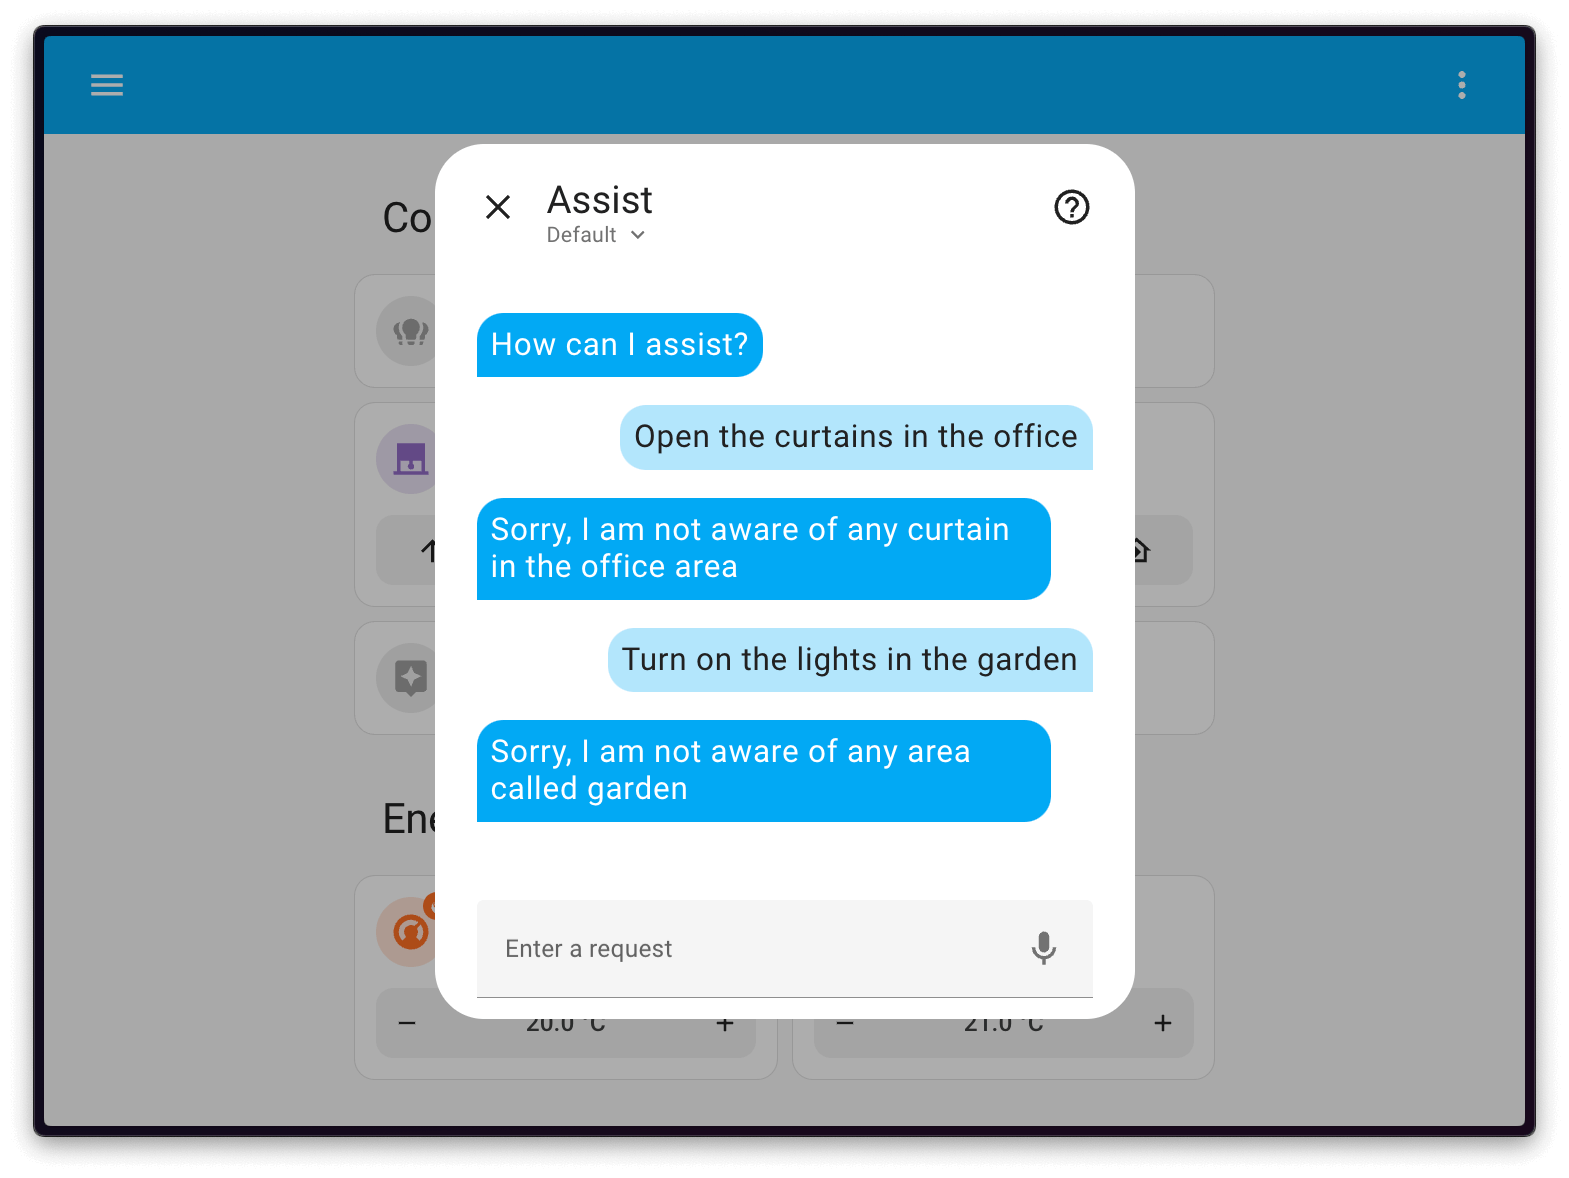 Assist
Default
How can I assist?
Open the curtains in the office
Sorry, I am not aware of any curtain
in the office area
Turn on the lights in the garden
Sorry, I am not aware of any area
called garden
Enter a request
20.0 °C
21.0 °C